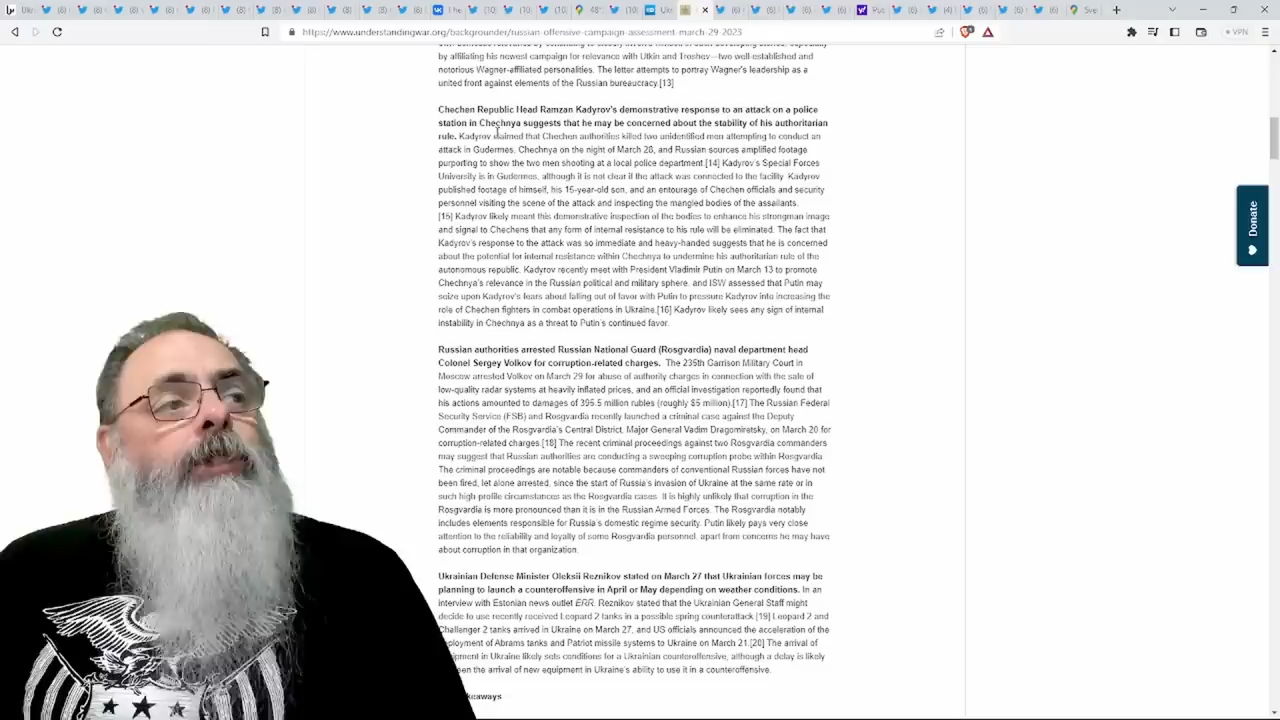 https://www.understandingwar.org/backgrounder/russian-offensive-campaign-assessment-march-29-2023
VPN
by affiliating his newest campaign for relevance with Utkin and Troshev—two well-established and
notorious Wagner-affiliated personalities. The letter attempts to portray Wagner's leadership as a
united front against elements of the Russian bureaucracy.[13]
Chechen Republic Head Ramzan Kadyrov's demonstrative response to an attack on a police
station in Chechnya suggests that he may be concerned about the stability of his authoritarian
rule. Kadyrov claimed that Chechen authorities killed two unidentified men attempting to conduct an
attack in Gudermes, Chechnya on the night of March 28, and Russian sources amplified footage
purporting to show the two men shooting at a local police department.[14] Kadyrov's Special Forces
University is in Gudermes, although it is not clear if the attack was connected to the facility. Kadyrov
published footage of himself, his 15-year-old son, and an entourage of Chechen officials and security
personnel visiting the scene of the attack and inspecting the mangled bodies of the assailants.
[15] Kadyrov likely meant this demonstrative inspection of the bodies to enhance his strongman image
and signal to Chechens that any form of internal resistance to his rule will be eliminated. The fact that
Kadyrov's response to the attack was so immediate and heavy-handed suggests that he is concerned
about the potential for internal resistance within Chechnya to undermine his authoritarian rule of the
autonomous republic. Kadyrov recently meet with President Vladimir Putin on March 13 to promote
Chechnya's relevance in the Russian political and military sphere, and ISW assessed that Putin may
seize upon Kadyrov's fears about falling out of favor with Putin to pressure Kadyrov into increasing the
role of Chechen fighters in combat operations in Ukraine.[16] Kadyrov likely sees any sign of internal
instability in Chechnya as a threat to Putin's continued favor.
Russian authorities arrested Russian National Guard (Rosgvardia) naval department head
Colonel Sergey Volkov for corruption-related charges. The 235th Garrison Military Court in
Moscow arrested Volkov on March 29 for abuse of authority charges in connection with the sale of
low-quality radar systems at heavily inflated prices, and an official investigation reportedly found that
his actions amounted to damages of 395.5 million rubles (roughly $5 million).[17] The Russian Federal
Security Service (FSB) and Rosgvardia recently launched a criminal case against the Deputy
Commander of the Rosgvardia's Central District, Major General Vadim Dragomiretsky, on March 20 for
corruption-related charges.[18] The recent criminal proceedings against two Rosgvardia commanders
may suggest that Russian authorities are conducting a sweeping corruption probe within Rosgvardia.
The criminal proceedings are notable because commanders of conventional Russian forces have not
been fired, let alone arrested, since the start of Russia's invasion of Ukraine at the same rate or in
such high profile circumstances as the Rosgvardia cases. It is highly unlikely that corruption in the
Rosgvardia is more pronounced than it is in the Russian Armed Forces. The Rosgvardia notably
includes elements responsible for Russia's domestic regime security. Putin likely pays very close
attention to the reliability and loyalty of some Rosgvardia personnel, apart from concerns he may have
about corruption in that organization.
Ukrainian Defense Minister Oleksii Reznikov stated on March 27 that Ukrainian forces may be
planning to launch a counteroffensive in April or May depending on weather conditions. In an
interview with Estonian news outlet ERR, Reznikov stated that the Ukrainian General Staff might
decide to use recently received Leopard 2 tanks in a possible spring counterattack.[19] Leopard 2 and
Challenger 2 tanks arrived in Ukraine on March 27, and US officials announced the acceleration of the
ployment of Abrams tanks and Patriot missile systems to Ukraine on March 21.[20] The arrival of
ipment in Ukraine likely sets conditions for a Ukrainian counteroffensive, although a delay is likely
een the arrival of new equipment in Ukraine's ability to use it in a counteroffensive.
keaways
Donate